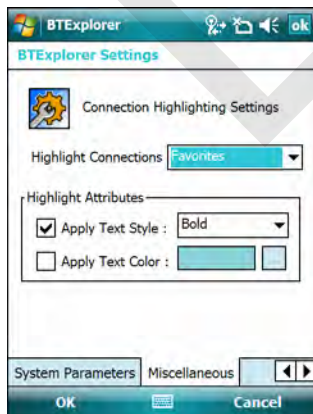 BTExplorer ok
BTExplorer Settings
Connection Highlighting Settings
Highlight Connections Favorites
Highlight Attributes
Apply Text Style : Bold
Apply Text Color : ...
System Parameters Miscellaneous
OK Cancel